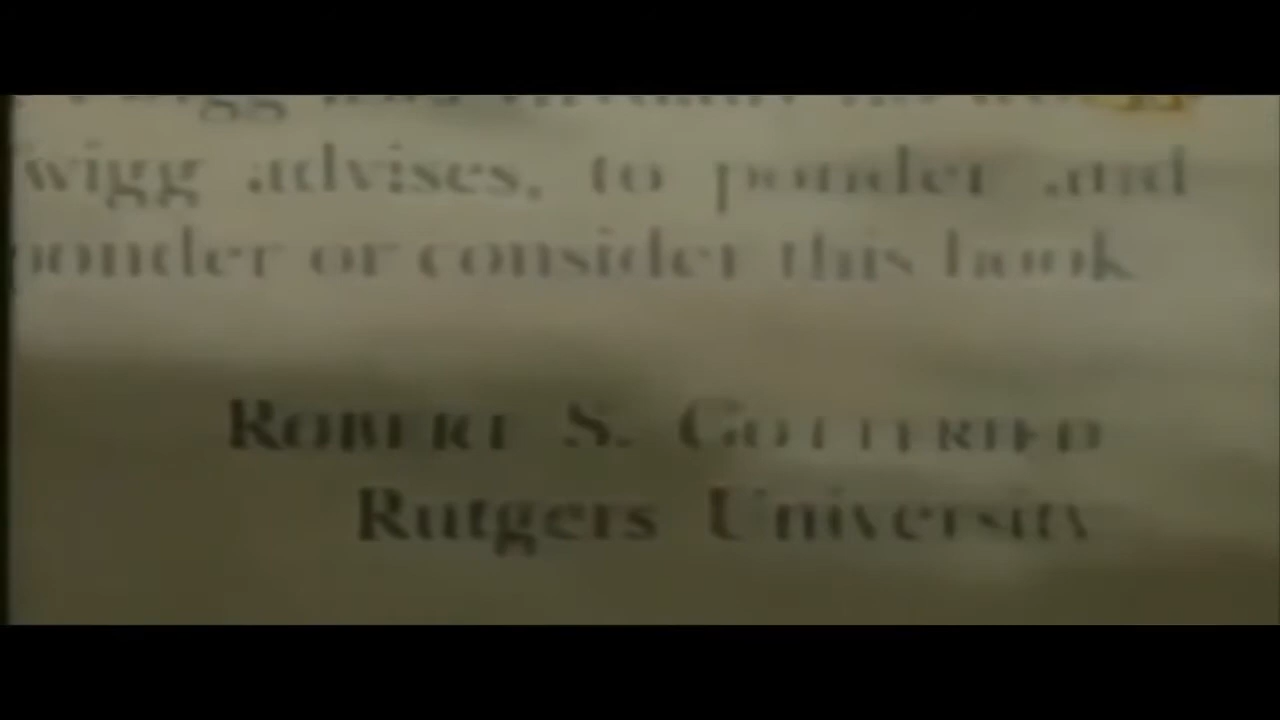 wigg advises, to ponder and
ponder or consider this book
ROBERT S. GOTTFRIED
Rutgers University